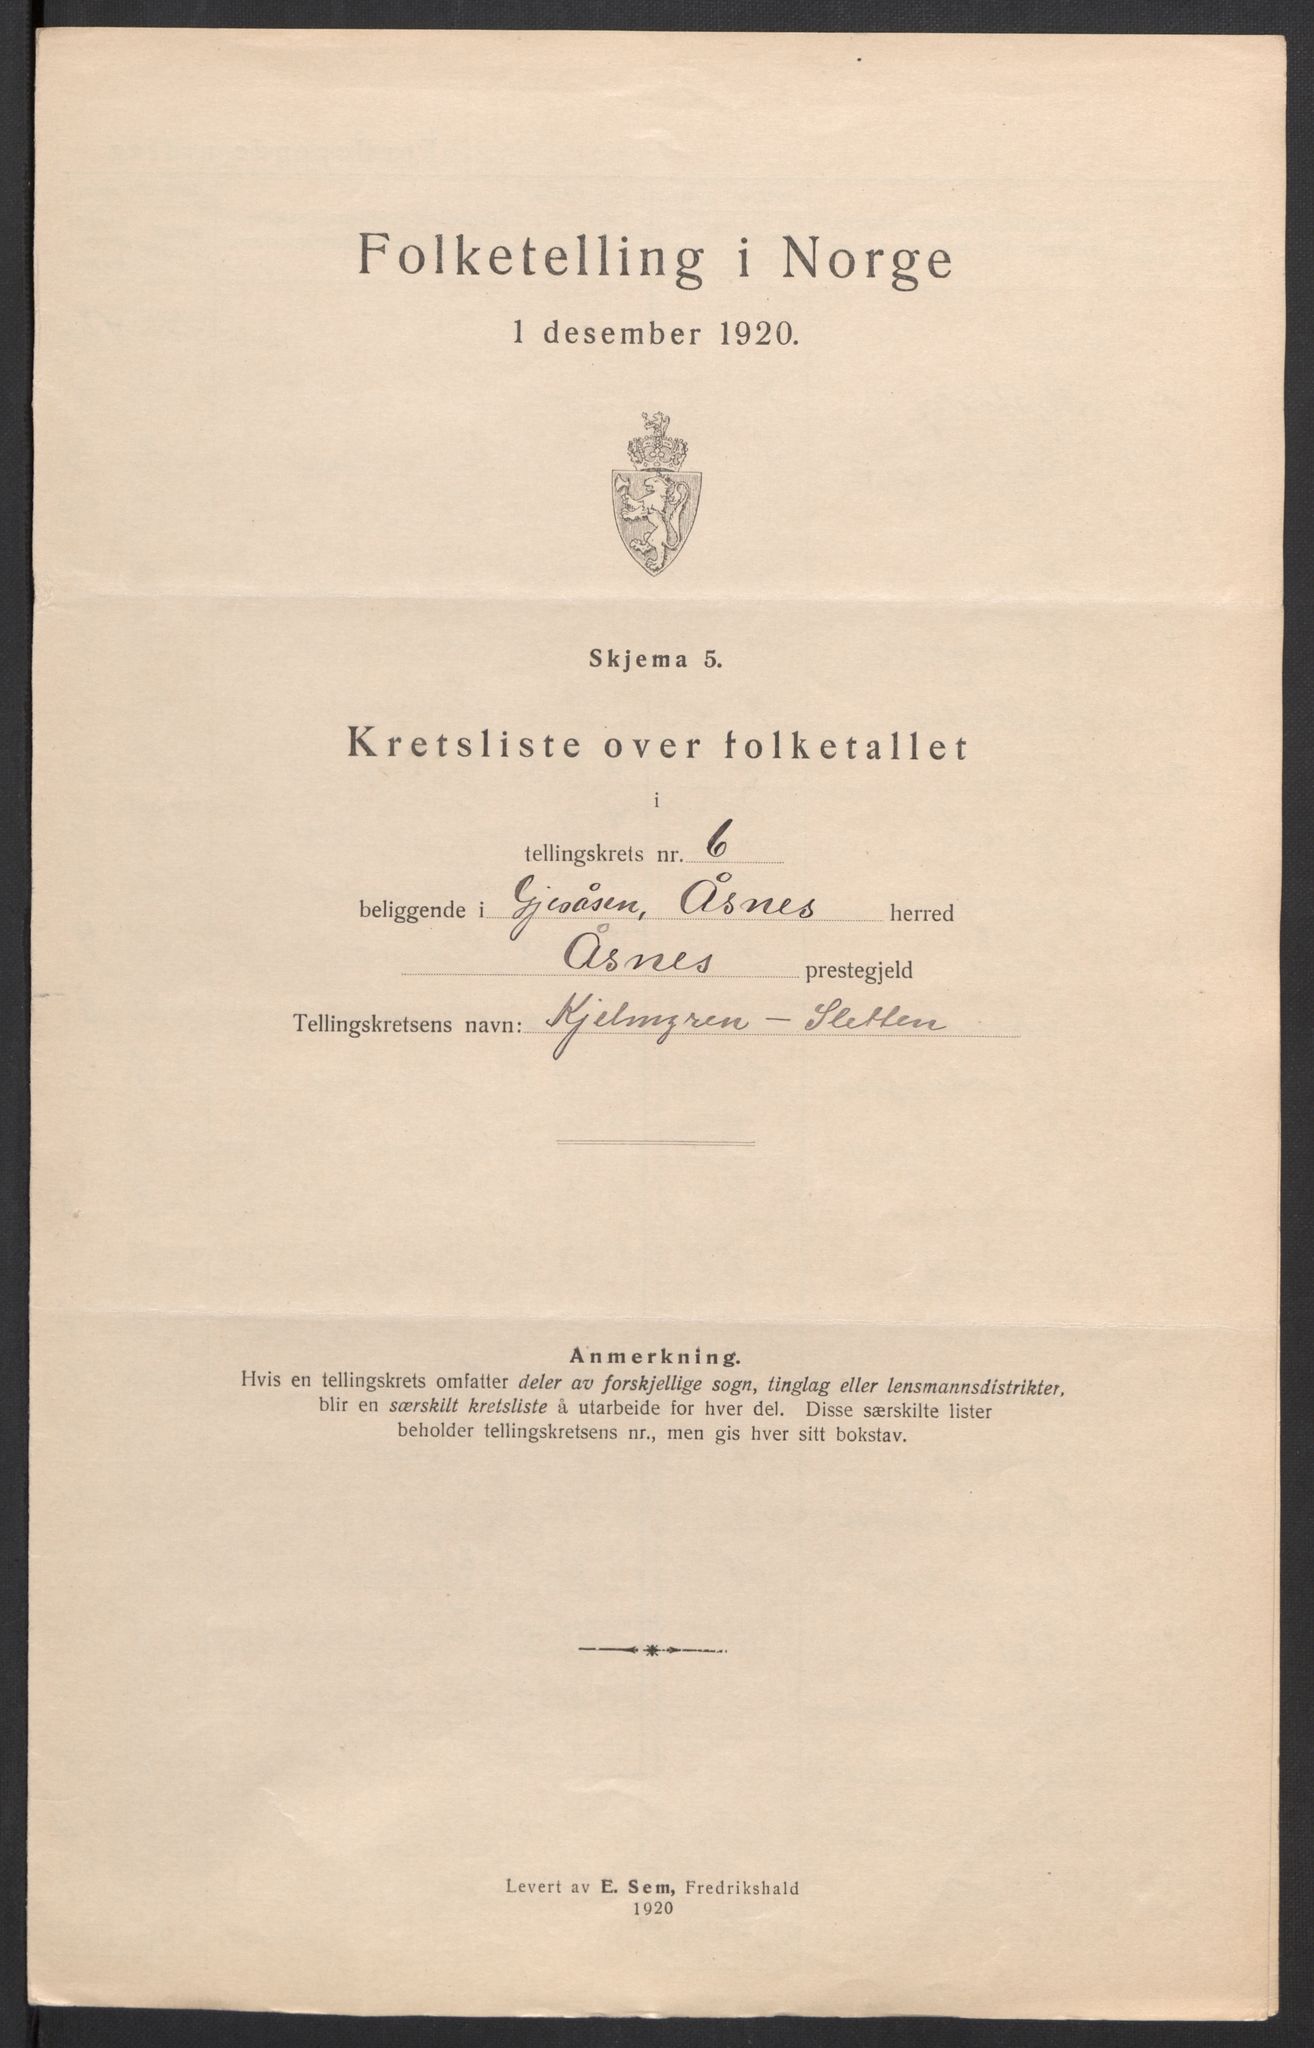 Folketelling i Norge
1 desember 1920.
Skjema 5.
Kretsliste over folketallet
i
tellingskrets nr. 6
beliggende i Gjesåsen, Åsnes herred
Åsnes prestegjeld
Tellingskretsens navn: Kjelmyren - Sletten
Anmerkning.
Hvis en tellingskrets omfatter deler av forskjellige sogn, tinglag eller lensmannsdistrikter,
blir en særskilt kretsliste å utarbeide for hver del. Disse særskilte lister
beholder tellingskretsens nr., men gis hver sitt bokstav.
Levert av E. Sem, Fredrikshald
1920